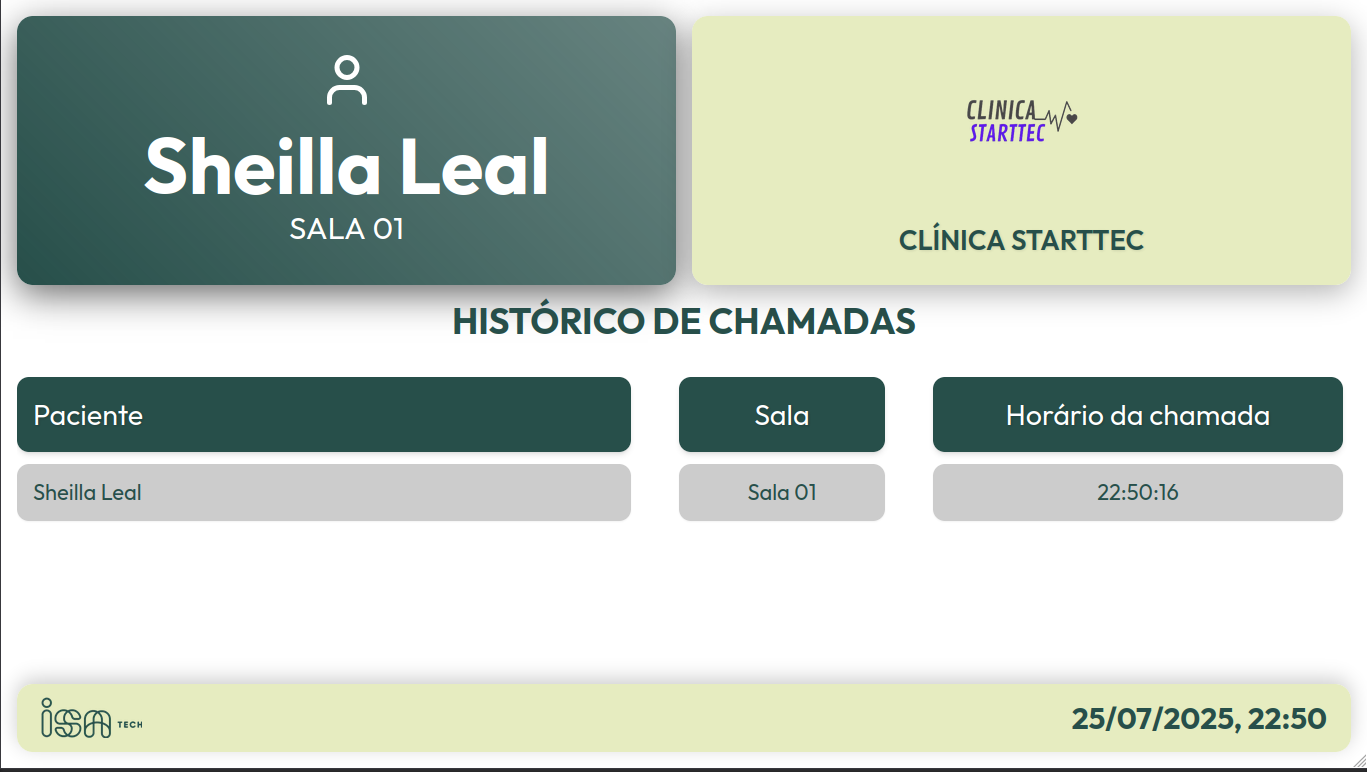 Sheilla Leal
SALA 01
CLINICA
STARTTEC
CLÍNICA STARTTEC
HISTÓRICO DE CHAMADAS
Paciente Sala Horário da chamada
Sheilla Leal Sala 01 22:50:16
isa TECH 25/07/2025, 22:50